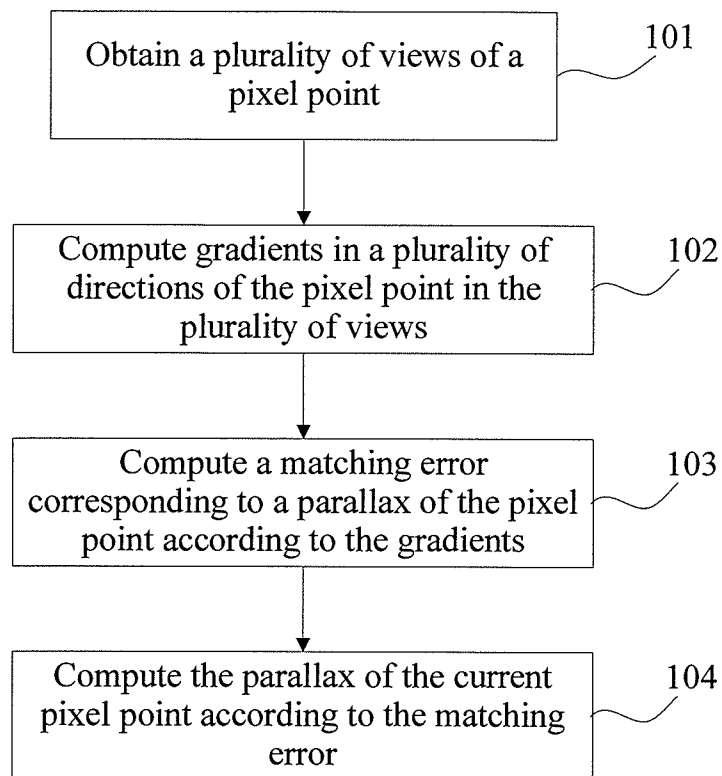 Obtain a plurality of views of a
pixel point
101
Compute gradients in a plurality of
directions of the pixel point in the
plurality of views
102
Compute a matching error
corresponding to a parallax of the pixel
point according to the gradients
103
Compute the parallax of the current
pixel point according to the matching
error
104